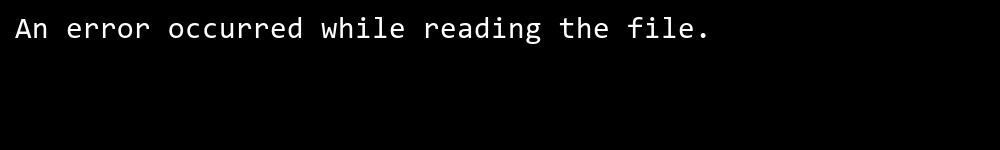 An error occurred while reading the file.